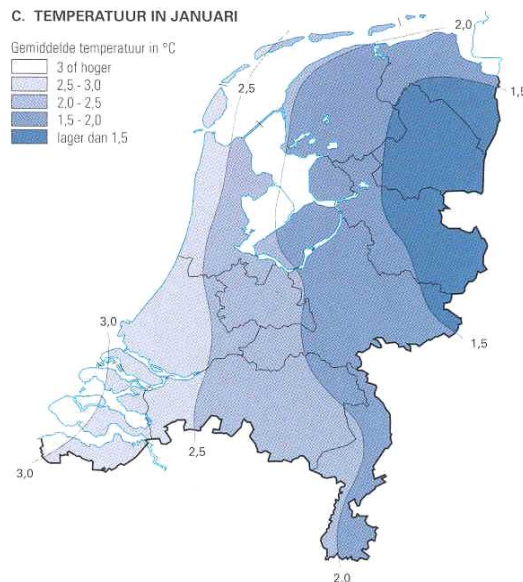 C. TEMPERATUUR IN JANUARI
Gemiddelde temperatuur in °C
3 of hoger
2,5 - 3,0
2,0 - 2,5
1,5 - 2,0
lager dan 1,5
2,0
2,5
1,5
3,0
1,5
2,5
3,0
2.0